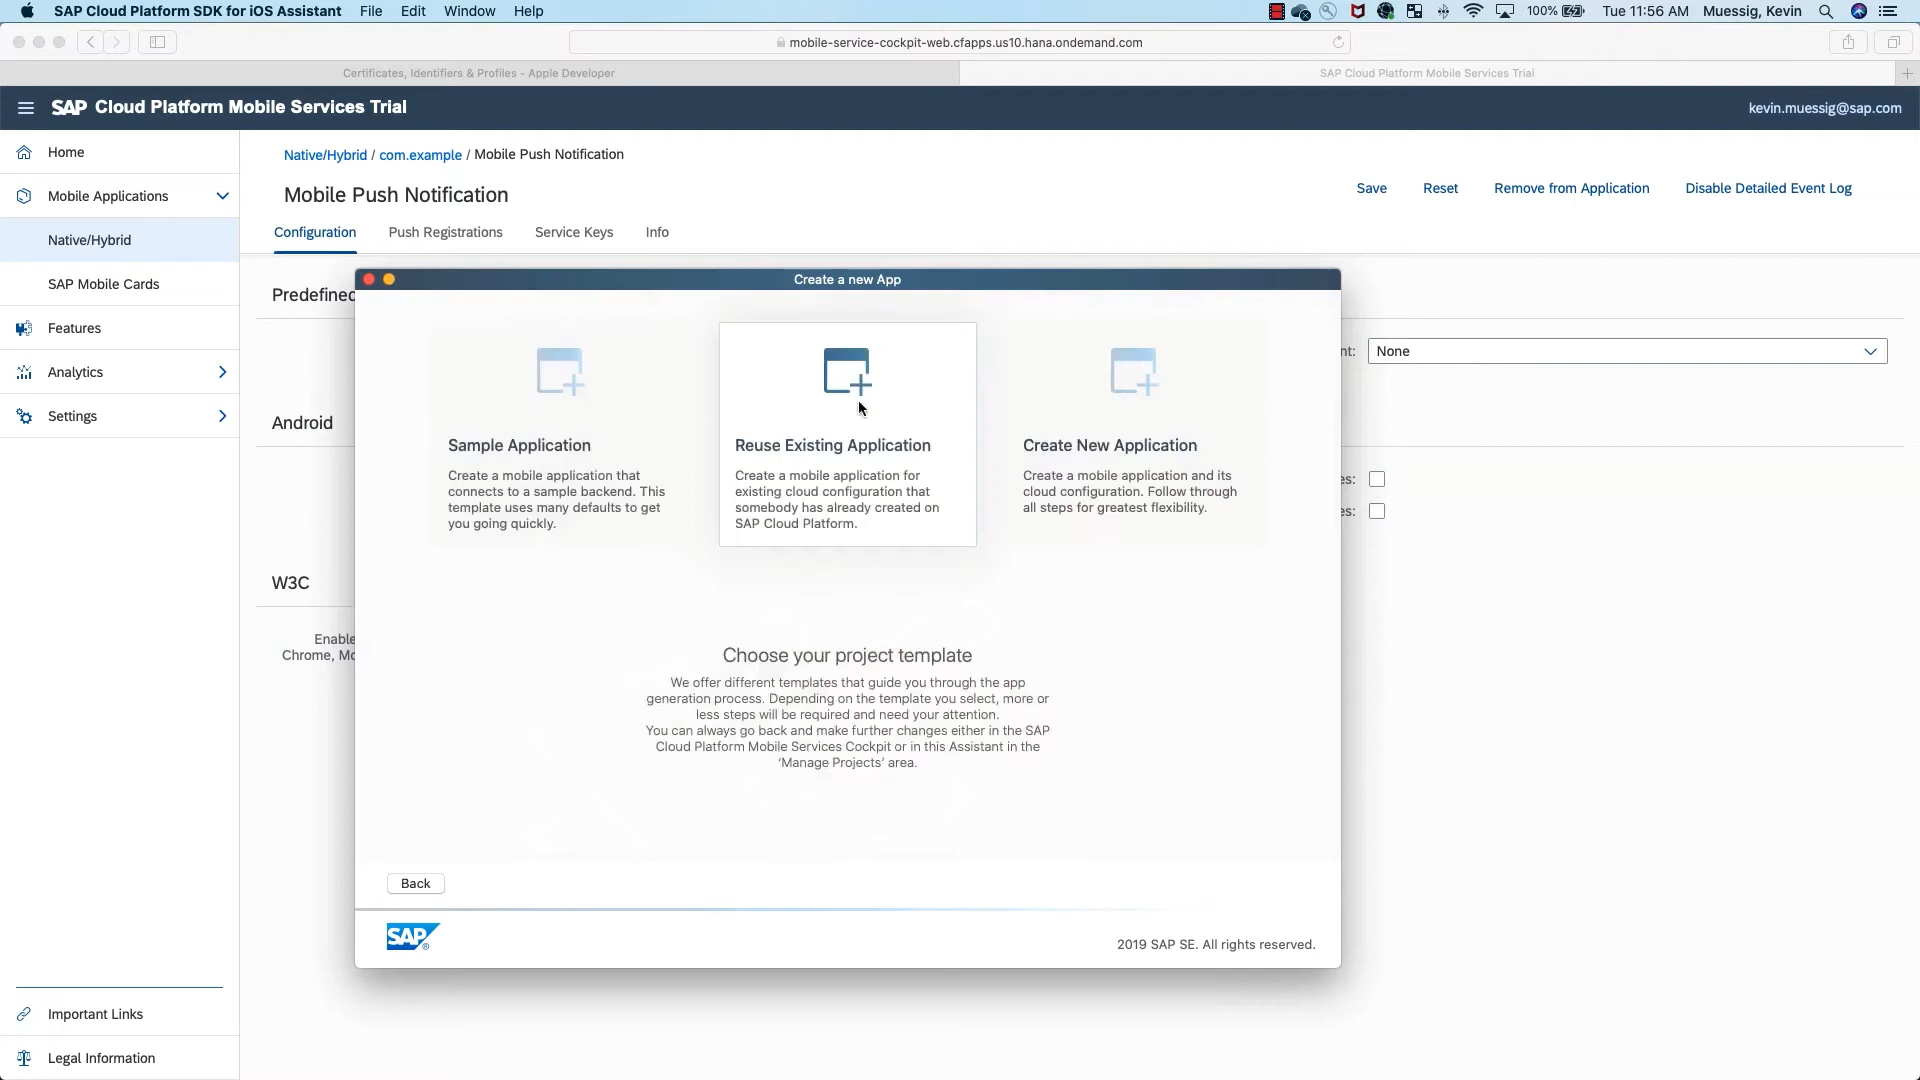 SAP Cloud Platform SDK for iOS Assistant File Edit Window Help 100% Tue 11:56 AM Muessig, Kevin
mobile-service-cockpit-web.cfapps.us10.hana.ondemand.com
Certificates, Identifiers & Profiles - Apple Developer
SAP Cloud Platform Mobile Services Trial
SAP Cloud Platform Mobile Services Trial
kevin.muessig@sap.com
Home
Mobile Applications
Native/Hybrid
SAP Mobile Cards
Features
Analytics
Settings
Important Links
Legal Information
Native/Hybrid / com.example / Mobile Push Notification
Mobile Push Notification
Save Reset Remove from Application Disable Detailed Event Log
Configuration Push Registrations Service Keys Info
Predefined
nt: None
Android
es:
es:
W3C
Enable
Chrome, Mo
Create a new App
Sample Application
Create a mobile application that
connects to a sample backend. This
template uses many defaults to get
you going quickly.
Reuse Existing Application
Create a mobile application for
existing cloud configuration that
somebody has already created on
SAP Cloud Platform.
Create New Application
Create a mobile application and its
cloud configuration. Follow through
all steps for greatest flexibility.
Choose your project template
We offer different templates that guide you through the app
generation process. Depending on the template you select, more or
less steps will be required and need your attention.
You can always go back and make further changes either in the SAP
Cloud Platform Mobile Services Cockpit or in this Assistant in the
‘Manage Projects’ area.
Back
SAP®
2019 SAP SE. All rights reserved.